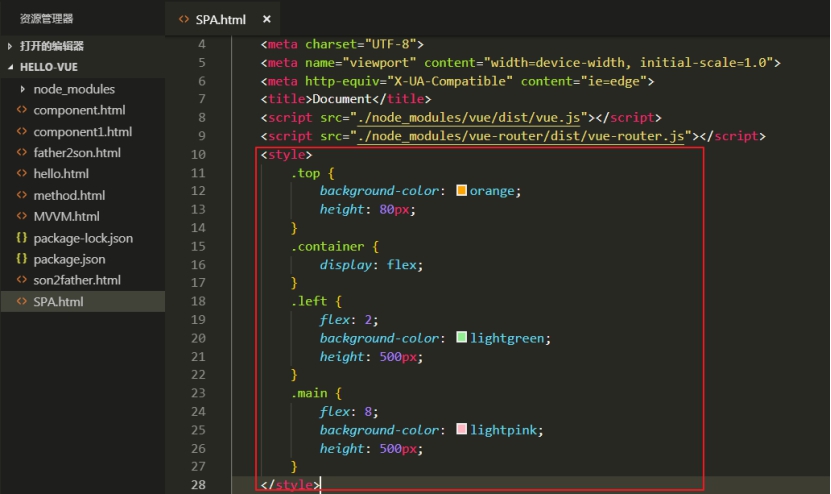 资源管理器
打开的编辑器
HELLO-VUE
node_modules
component.html
component1.html
father2son.html
hello.html
method.html
MVVM.html
package-lock.json
package.json
son2father.html
SPA.html
SPA.html ×
4 <meta charset="UTF-8">
5 <meta name="viewport" content="width=device-width, initial-scale=1.0">
6 <meta http-equiv="X-UA-Compatible" content="ie=edge">
7 <title>Document</title>
8 <script src="./node_modules/vue/dist/vue.js"></script>
9 <script src="./node_modules/vue-router/dist/vue-router.js"></script>
10 <style>
11 .top {
12 background-color: orange;
13 height: 80px;
14 }
15 .container {
16 display: flex;
17 }
18 .left {
19 flex: 2;
20 background-color: lightgreen;
21 height: 500px;
22 }
23 .main {
24 flex: 8;
25 background-color: lightpink;
26 height: 500px;
27 }
28 </style>